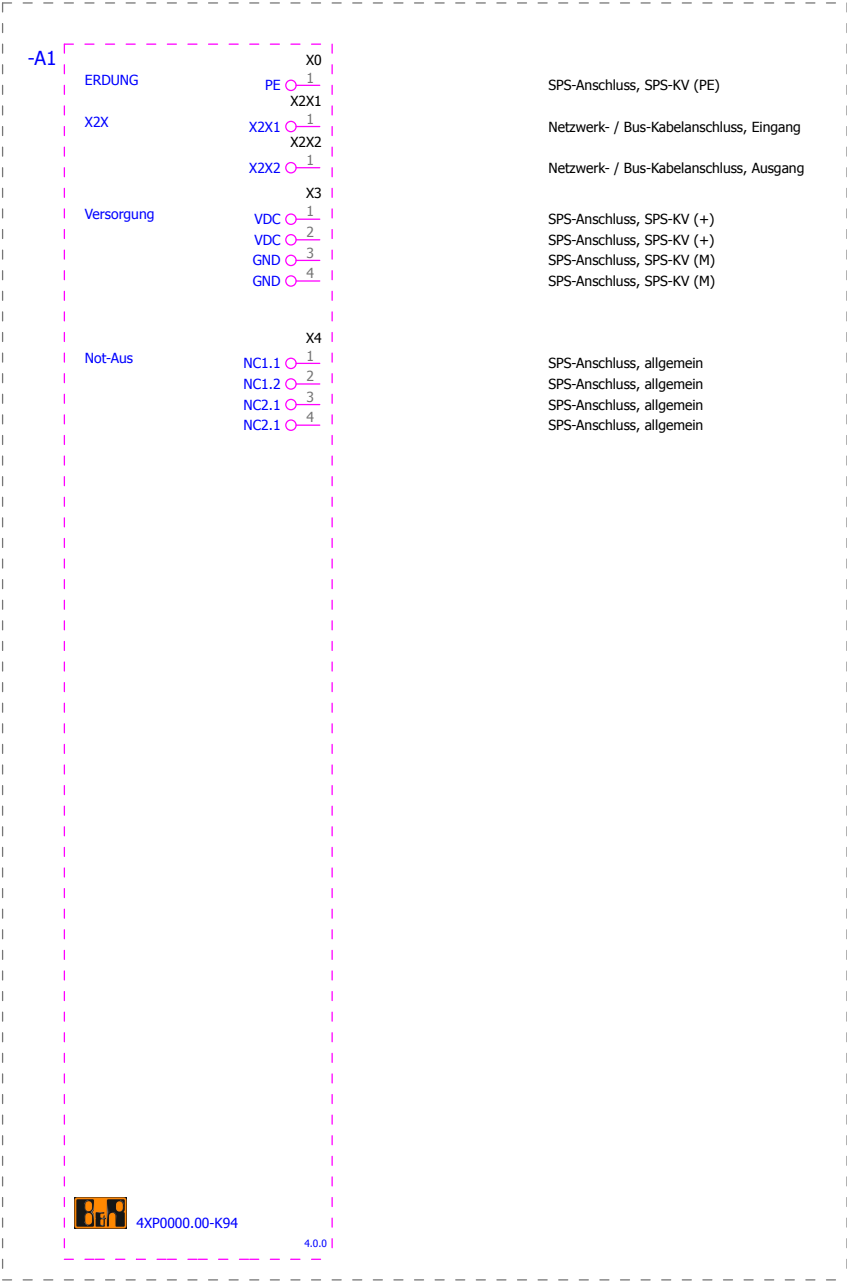 -A1
X0
ERDUNG PE 1 SPS-Anschluss, SPS-KV (PE)
X2X1
X2X X2X1 1 Netzwerk- / Bus-Kabelanschluss, Eingang
X2X2
X2X2 1 Netzwerk- / Bus-Kabelanschluss, Ausgang
X3
Versorgung VDC 1 SPS-Anschluss, SPS-KV (+)
VDC 2 SPS-Anschluss, SPS-KV (+)
GND 3 SPS-Anschluss, SPS-KV (M)
GND 4 SPS-Anschluss, SPS-KV (M)
X4
Not-Aus NC1.1 1 SPS-Anschluss, allgemein
NC1.2 2 SPS-Anschluss, allgemein
NC2.1 3 SPS-Anschluss, allgemein
NC2.1 4 SPS-Anschluss, allgemein
B&R 4XP0000.00-K94
4.0.0